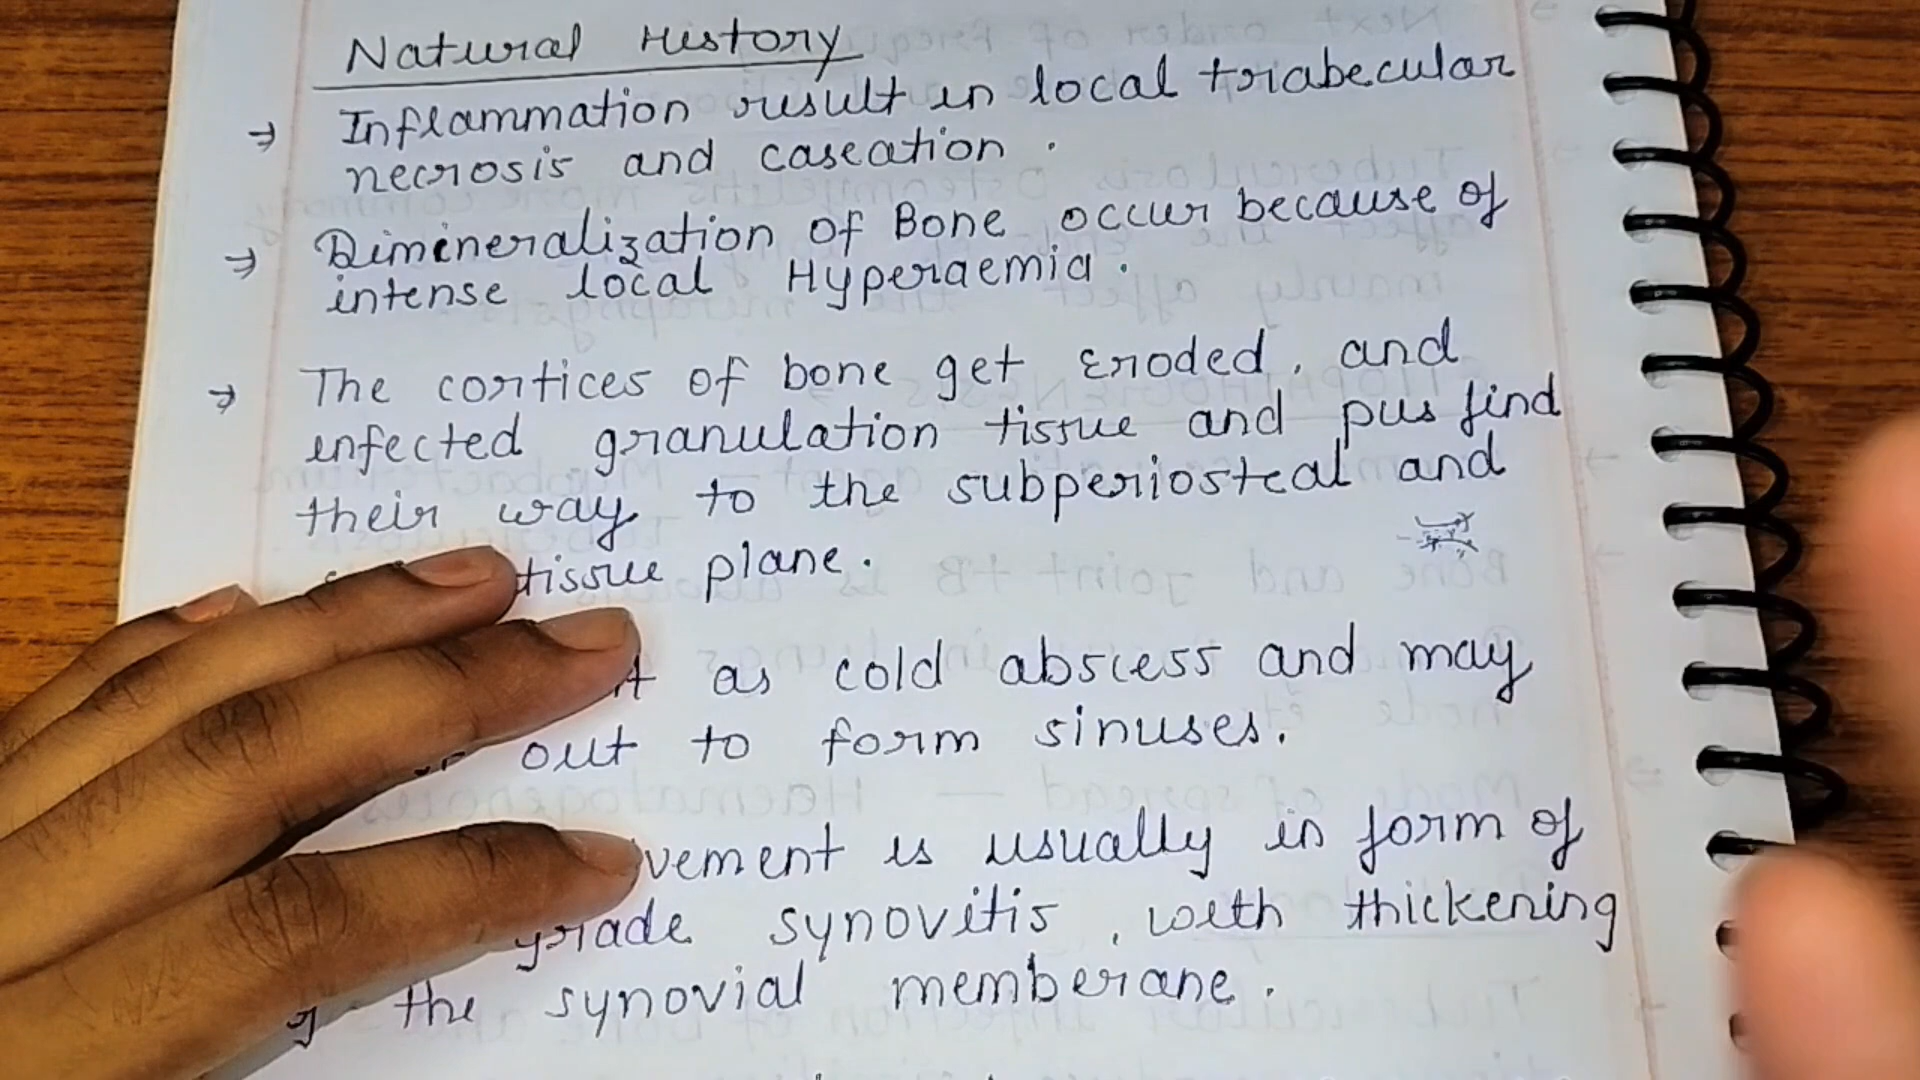 Natural History
→ Inflammation result in local trabecular
necrosis and caseation.
→ Dimineralization of Bone occur because of
intense local Hyperaemia.
→ The cortices of bone get Eroded, and
infected granulation tissue and pus find
their way to the subperiosteal and
tissue plane.
as cold abscess and may
out to form sinuses.
vement is usually in form of
grade synovitis, with thickening
of the synovial memberane.